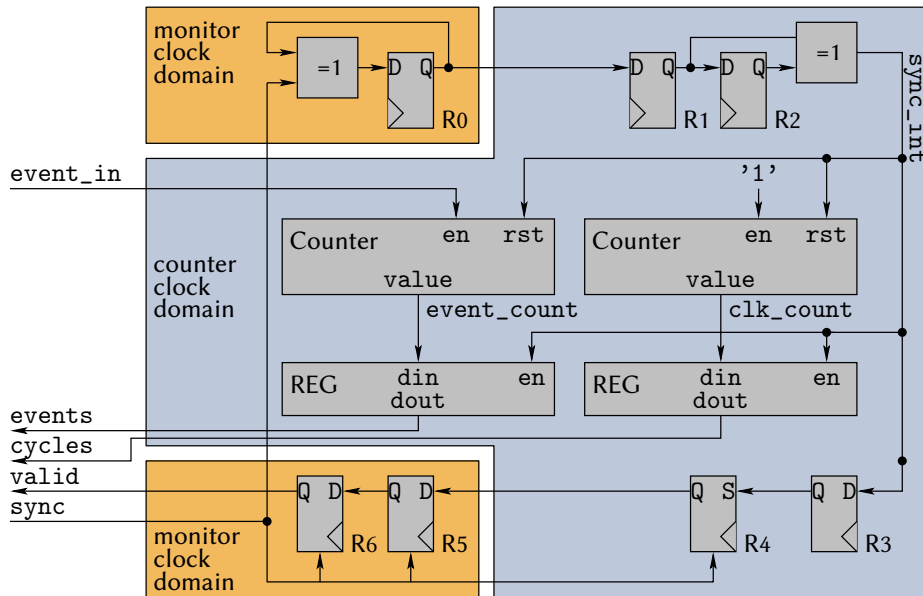 monitor
clock
domain
=1
D Q
R0
D Q
R1
D Q
R2
=1
sync_int
event_in
'1'
counter
clock
domain
Counter
en rst
value
Counter
en rst
value
event_count
clk_count
REG
din en
dout
REG
din en
dout
events
cycles
valid
sync
Q D
R6
Q D
R5
Q S
R4
Q D
R3
monitor
clock
domain